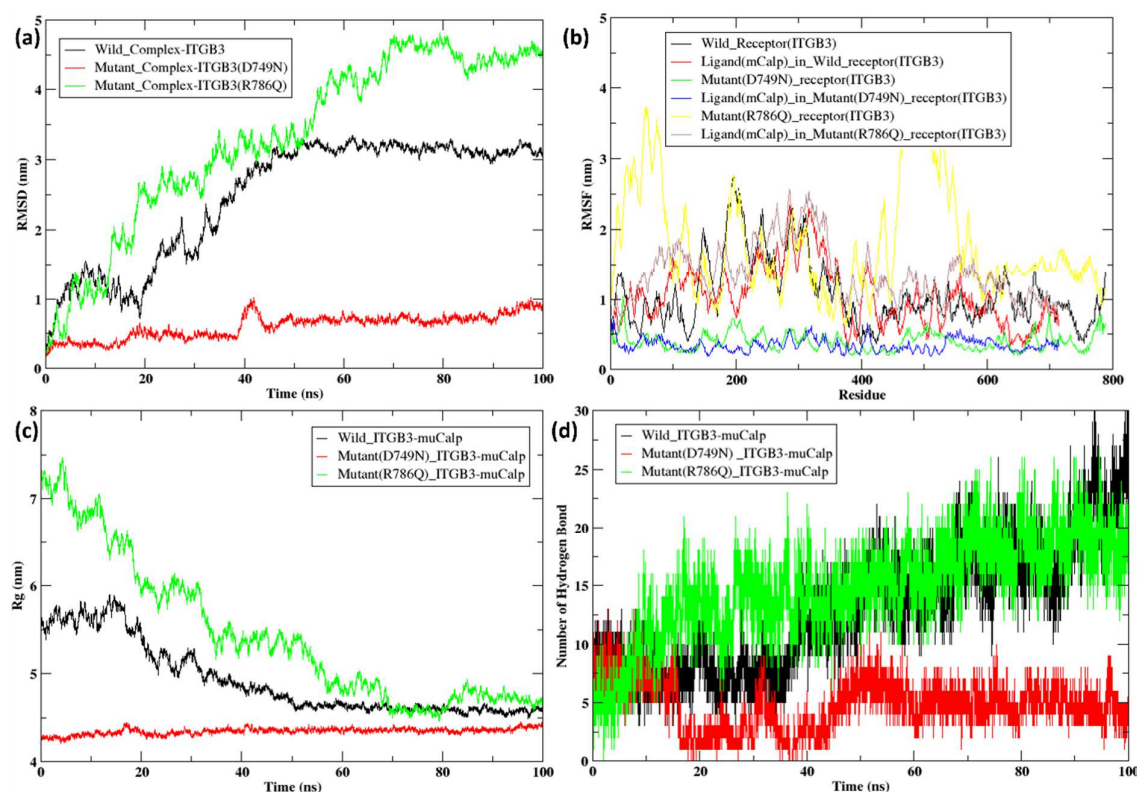 (a)
Wild_Complex-ITGB3
Mutant_Complex-ITGB3(D749N)
Mutant_Complex-ITGB3(R786Q)
5
4
3
2
1
0
RMSD (nm)
0 20 40 60 80 100
Time (ns)
(b)
Wild_Receptor(ITGB3)
Ligand(mCalp)_in_Wild_receptor(ITGB3)
Mutant(D749N)_receptor(ITGB3)
Ligand(mCalp)_in_Mutant(D749N)_receptor(ITGB3)
Mutant(R786Q)_receptor(ITGB3)
Ligand(mCalp)_in_Mutant(R786Q)_receptor(ITGB3)
5
4
3
2
1
0
RMSF (nm)
0 200 400 600 800
Residue
(c)
Wild_ITGB3-muCalp
Mutant(D749N)_ITGB3-muCalp
Mutant(R786Q)_ITGB3-muCalp
8
7
6
5
4
Rg (nm)
0 20 40 60 80 100
Time (ns)
(d)
Wild_ITGB3-muCalp
Mutant(D749N) _ITGB3-muCalp
Mutant(R786Q)_ITGB3-muCalp
30
25
20
15
10
5
0
Number of Hydrogen Bond
0 20 40 60 80 100
Time (ns)